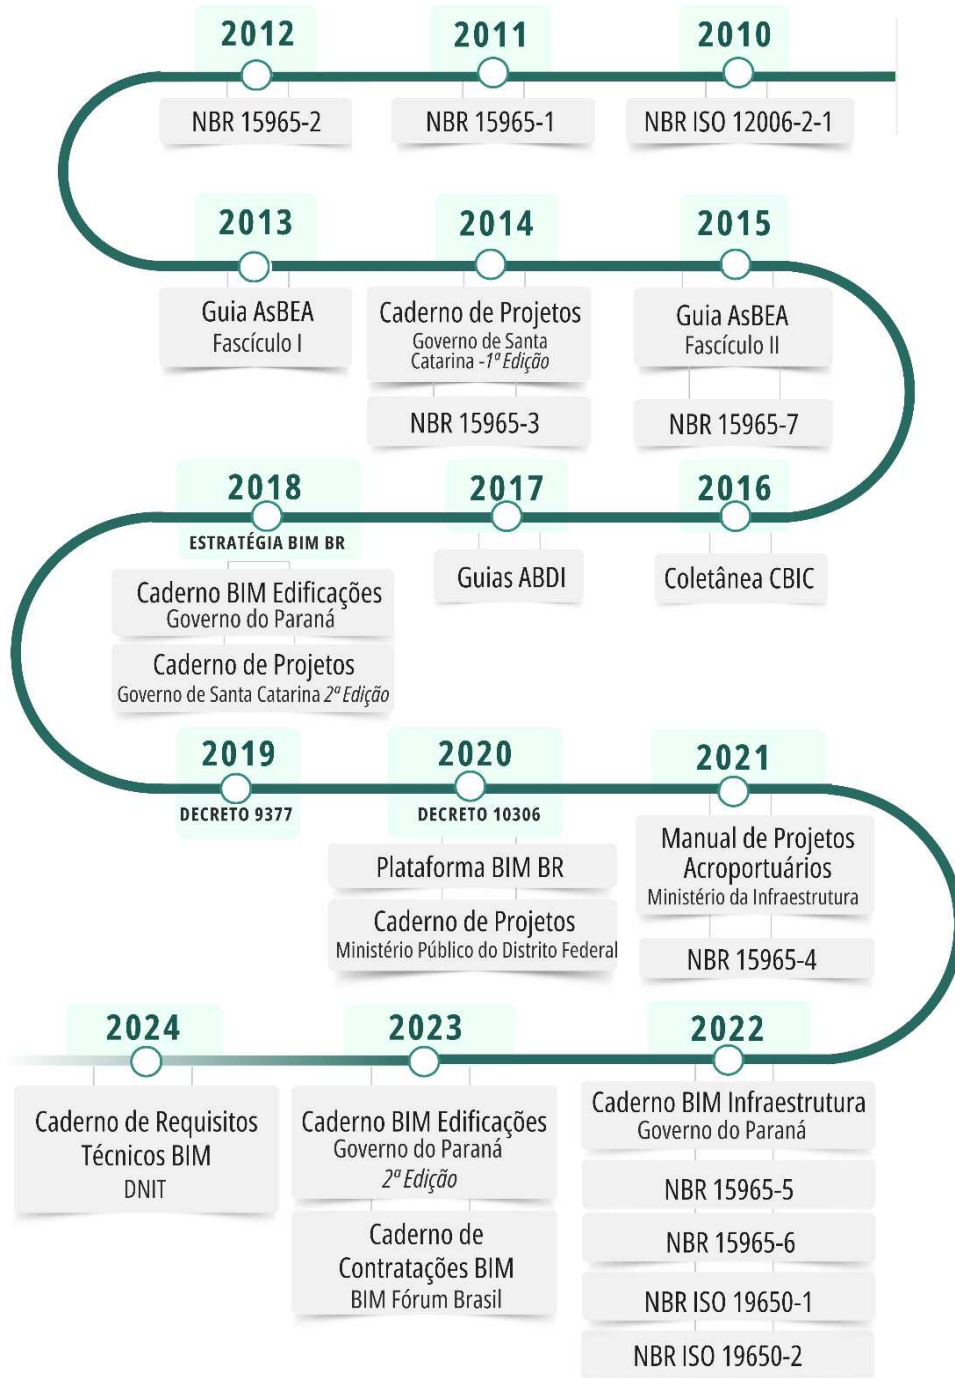 2012
NBR 15965-2
2011
NBR 15965-1
2010
NBR ISO 12006-2-1
2013
Guia AsBEA
Fascículo I
2014
Caderno de Projetos
Governo de Santa
Catarina -1ª Edição
NBR 15965-3
2015
Guia AsBEA
Fascículo II
NBR 15965-7
2018
ESTRATÉGIA BIM BR
Caderno BIM Edificações
Governo do Paraná
Caderno de Projetos
Governo de Santa Catarina 2ª Edição
2017
Guias ABDI
2016
Coletânea CBIC
2019
DECRETO 9377
2020
DECRETO 10306
Plataforma BIM BR
Caderno de Projetos
Ministério Público do Distrito Federal
2021
Manual de Projetos
Acroportuários
Ministério da Infraestrutura
NBR 15965-4
2024
Caderno de Requisitos
Técnicos BIM
DNIT
2023
Caderno BIM Edificações
Governo do Paraná
2ª Edição
Caderno de
Contratações BIM
BIM Fórum Brasil
2022
Caderno BIM Infraestrutura
Governo do Paraná
NBR 15965-5
NBR 15965-6
NBR ISO 19650-1
NBR ISO 19650-2